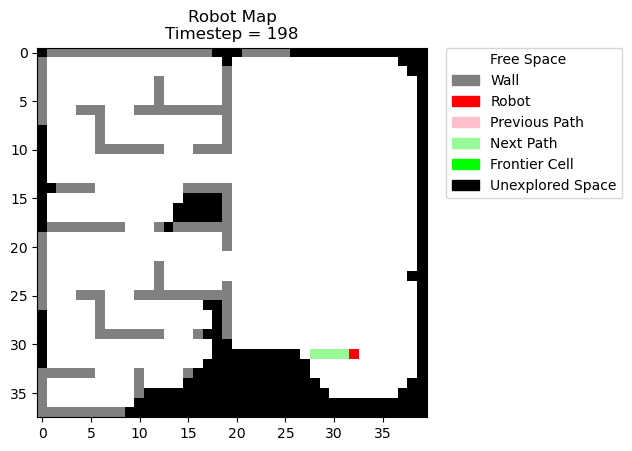 Robot Map
Timestep = 198
0
5
10
15
20
25
30
35
0
5
10
15
20
25
30
35
Free Space
Wall
Robot
Previous Path
Next Path
Frontier Cell
Unexplored Space